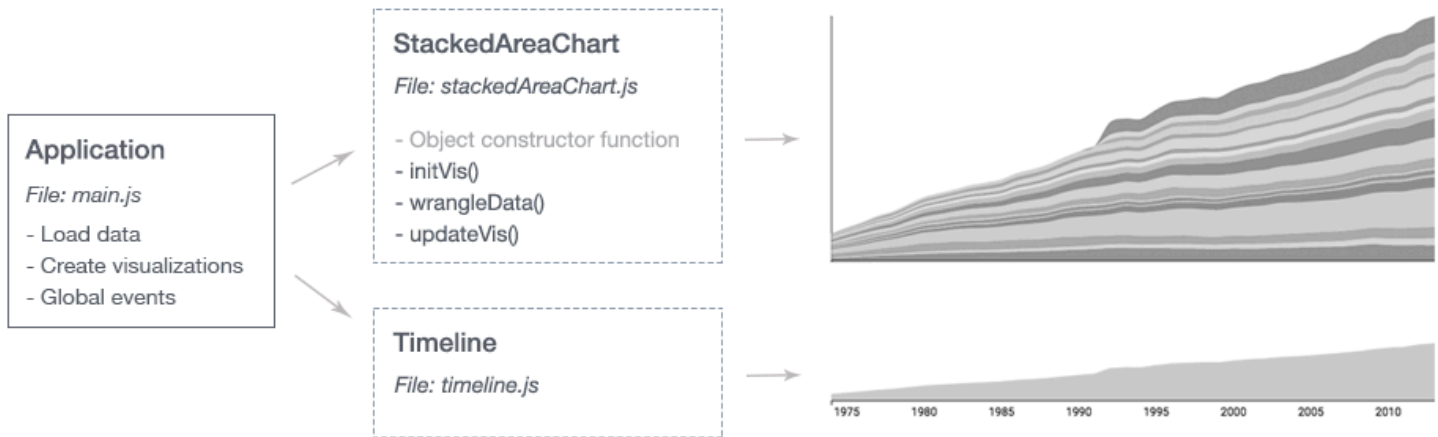 Application
File: main.js
- Load data
- Create visualizations
- Global events
StackedAreaChart
File: stackedAreaChart.js
- Object constructor function
- initVis()
- wrangleData()
- updateVis()
Timeline
File: timeline.js
1975 1980 1985 1990 1995 2000 2005 2010